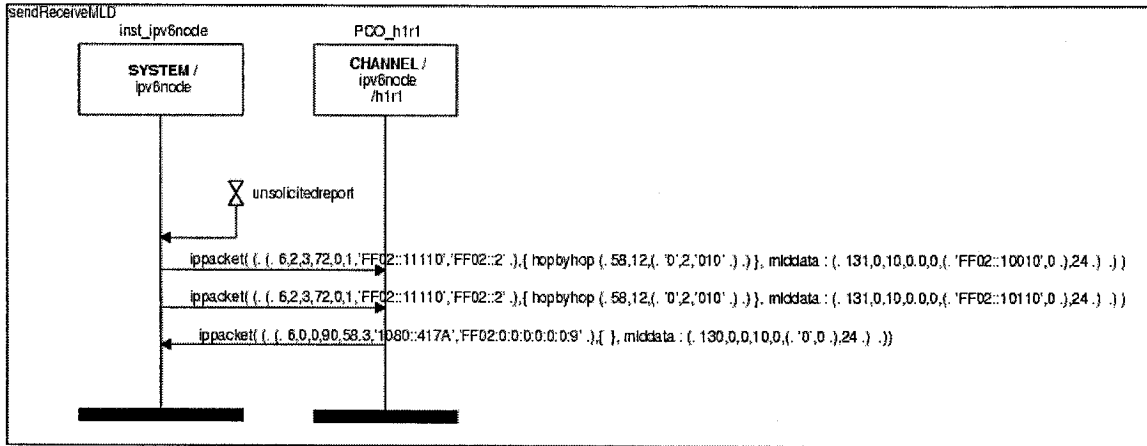 sendReceiveMLD
inst_ipv6node
PCO_h1r1
SYSTEM /
ipv6node
CHANNEL /
ipv6node
/h1r1
unsolicitedreport
ippacket( (. (. 6,2,3,72,0,1,'FF02::11110','FF02::2' .),{ hopbyhop (. 58,12,(. '0',2,'010' .) .) }, mlddata : (. 131,0,10,0,0,0,(. 'FF02::10010',0 .),24 .) .) )
ippacket( (. (. 6,2,3,72,0,1,'FF02::11110','FF02::2' .),{ hopbyhop (. 58,12,(. '0',2,'010' .) .) }, mlddata : (. 131,0,10,0,0,0,(. 'FF02::10110',0 .),24 .) .) )
ippacket( (. (. 6,0,0,90,58,3,'1080::417A','FF02:0:0:0:0:0:0:9' .),{ }, mlddata : (. 130,0,0,10,0,(. '0',0 .),24 .) .))